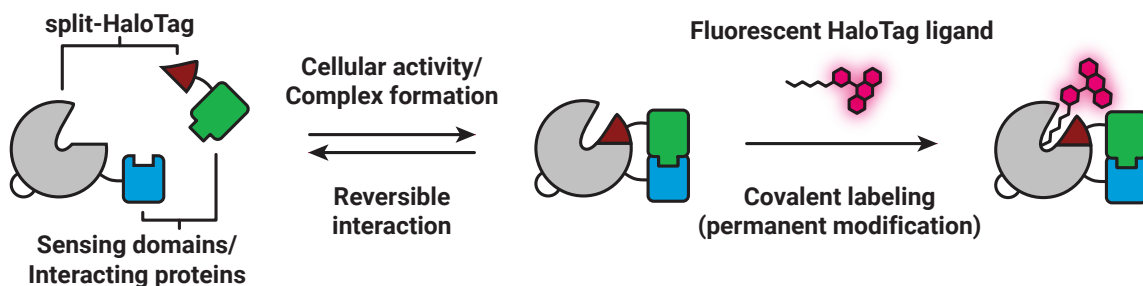 split-HaloTag
Sensing domains/
Interacting proteins
Cellular activity/
Complex formation
Reversible
interaction
Fluorescent HaloTag ligand
Covalent labeling
(permanent modification)